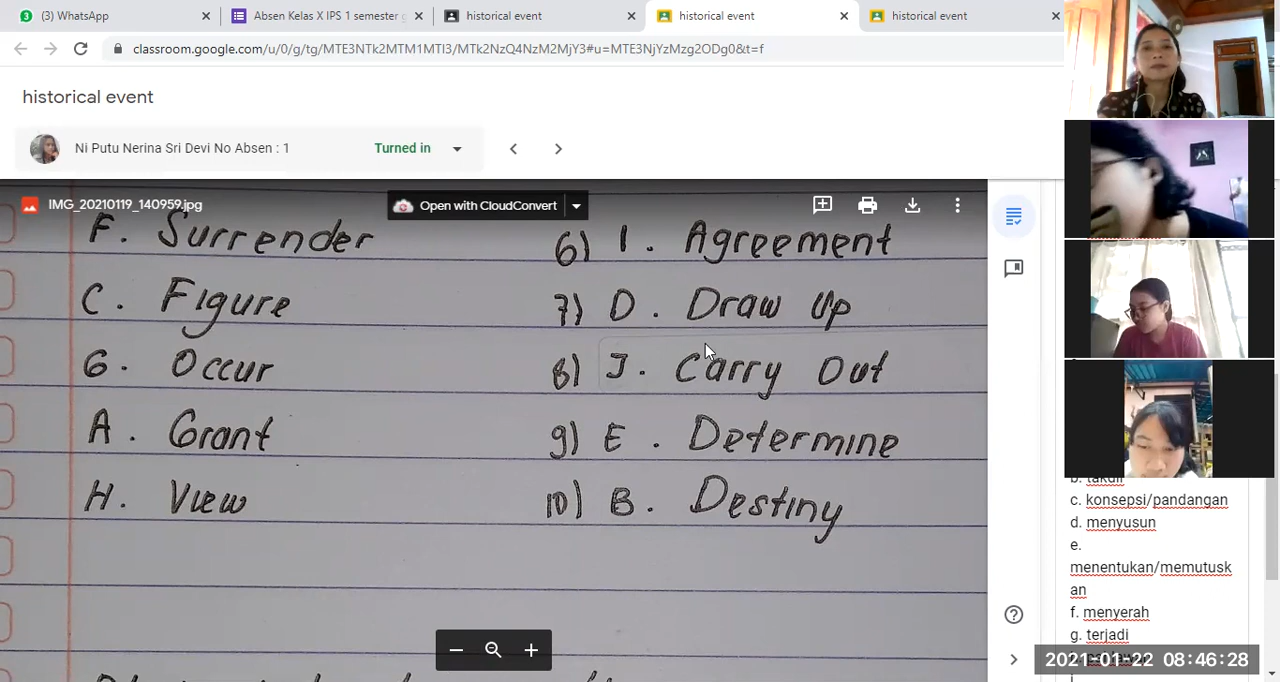 (3) WhatsApp
Absen Kelas X IPS 1 semester
historical event
historical event
historical event
classroom.google.com/u/0/g/tg/MTE3NTk2MTM1MTI3/MTk2NzQ4NzM2MjY3#u=MTE3NjYzMzg2ODg0&t=f
historical event
Ni Putu Nerina Sri Devi No Absen : 1
Turned in
IMG_20210119_140959.jpg
Open with CloudConvert
F. Surrender
C. Figure
G. Occur
A. Grant
H. View
6) I. Agreement
7) D. Draw Up
8) J. Carry Out
9) E. Determine
10) B. Destiny
b. takdir
c. konsepsi/pandangan
d. menyusun
e.
menentukan/memutusk
an
f. menyerah
g. terjadi
2021-01-22 08:46:28